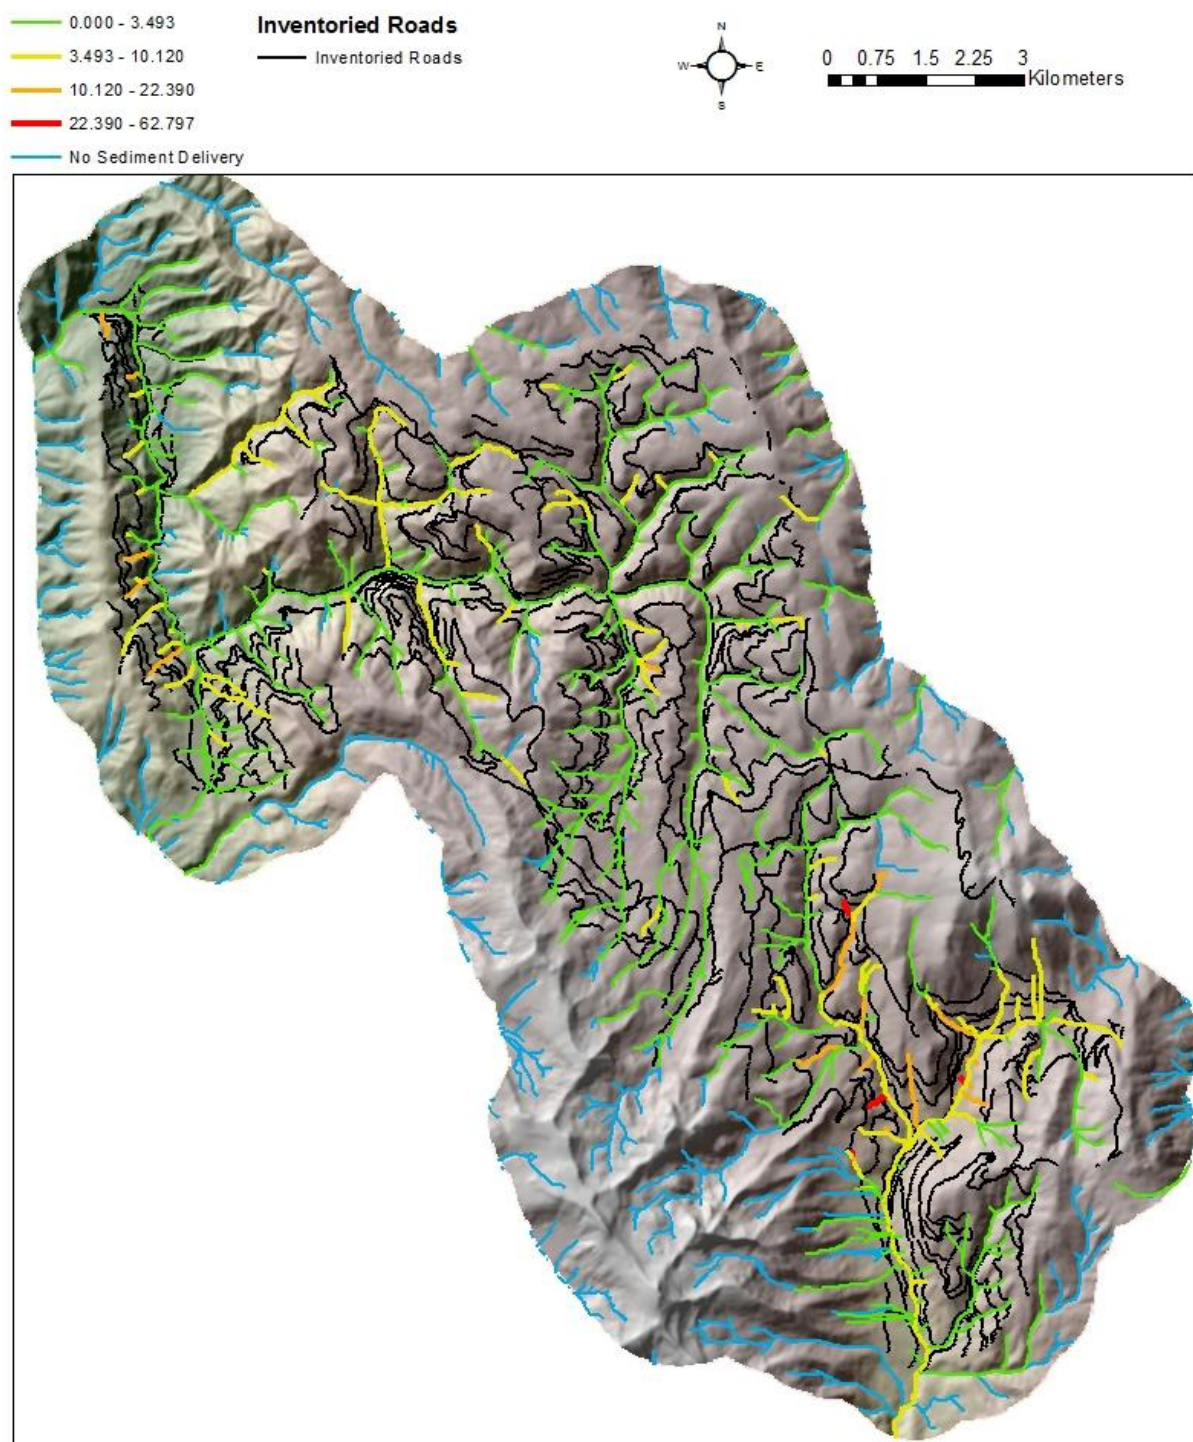 0.000 - 3.493
3.493 - 10.120
10.120 - 22.390
22.390 - 62.797
No Sediment Delivery
Inventoried Roads
Inventoried Roads
N
W E
S
0 0.75 1.5 2.25 3
Kilometers